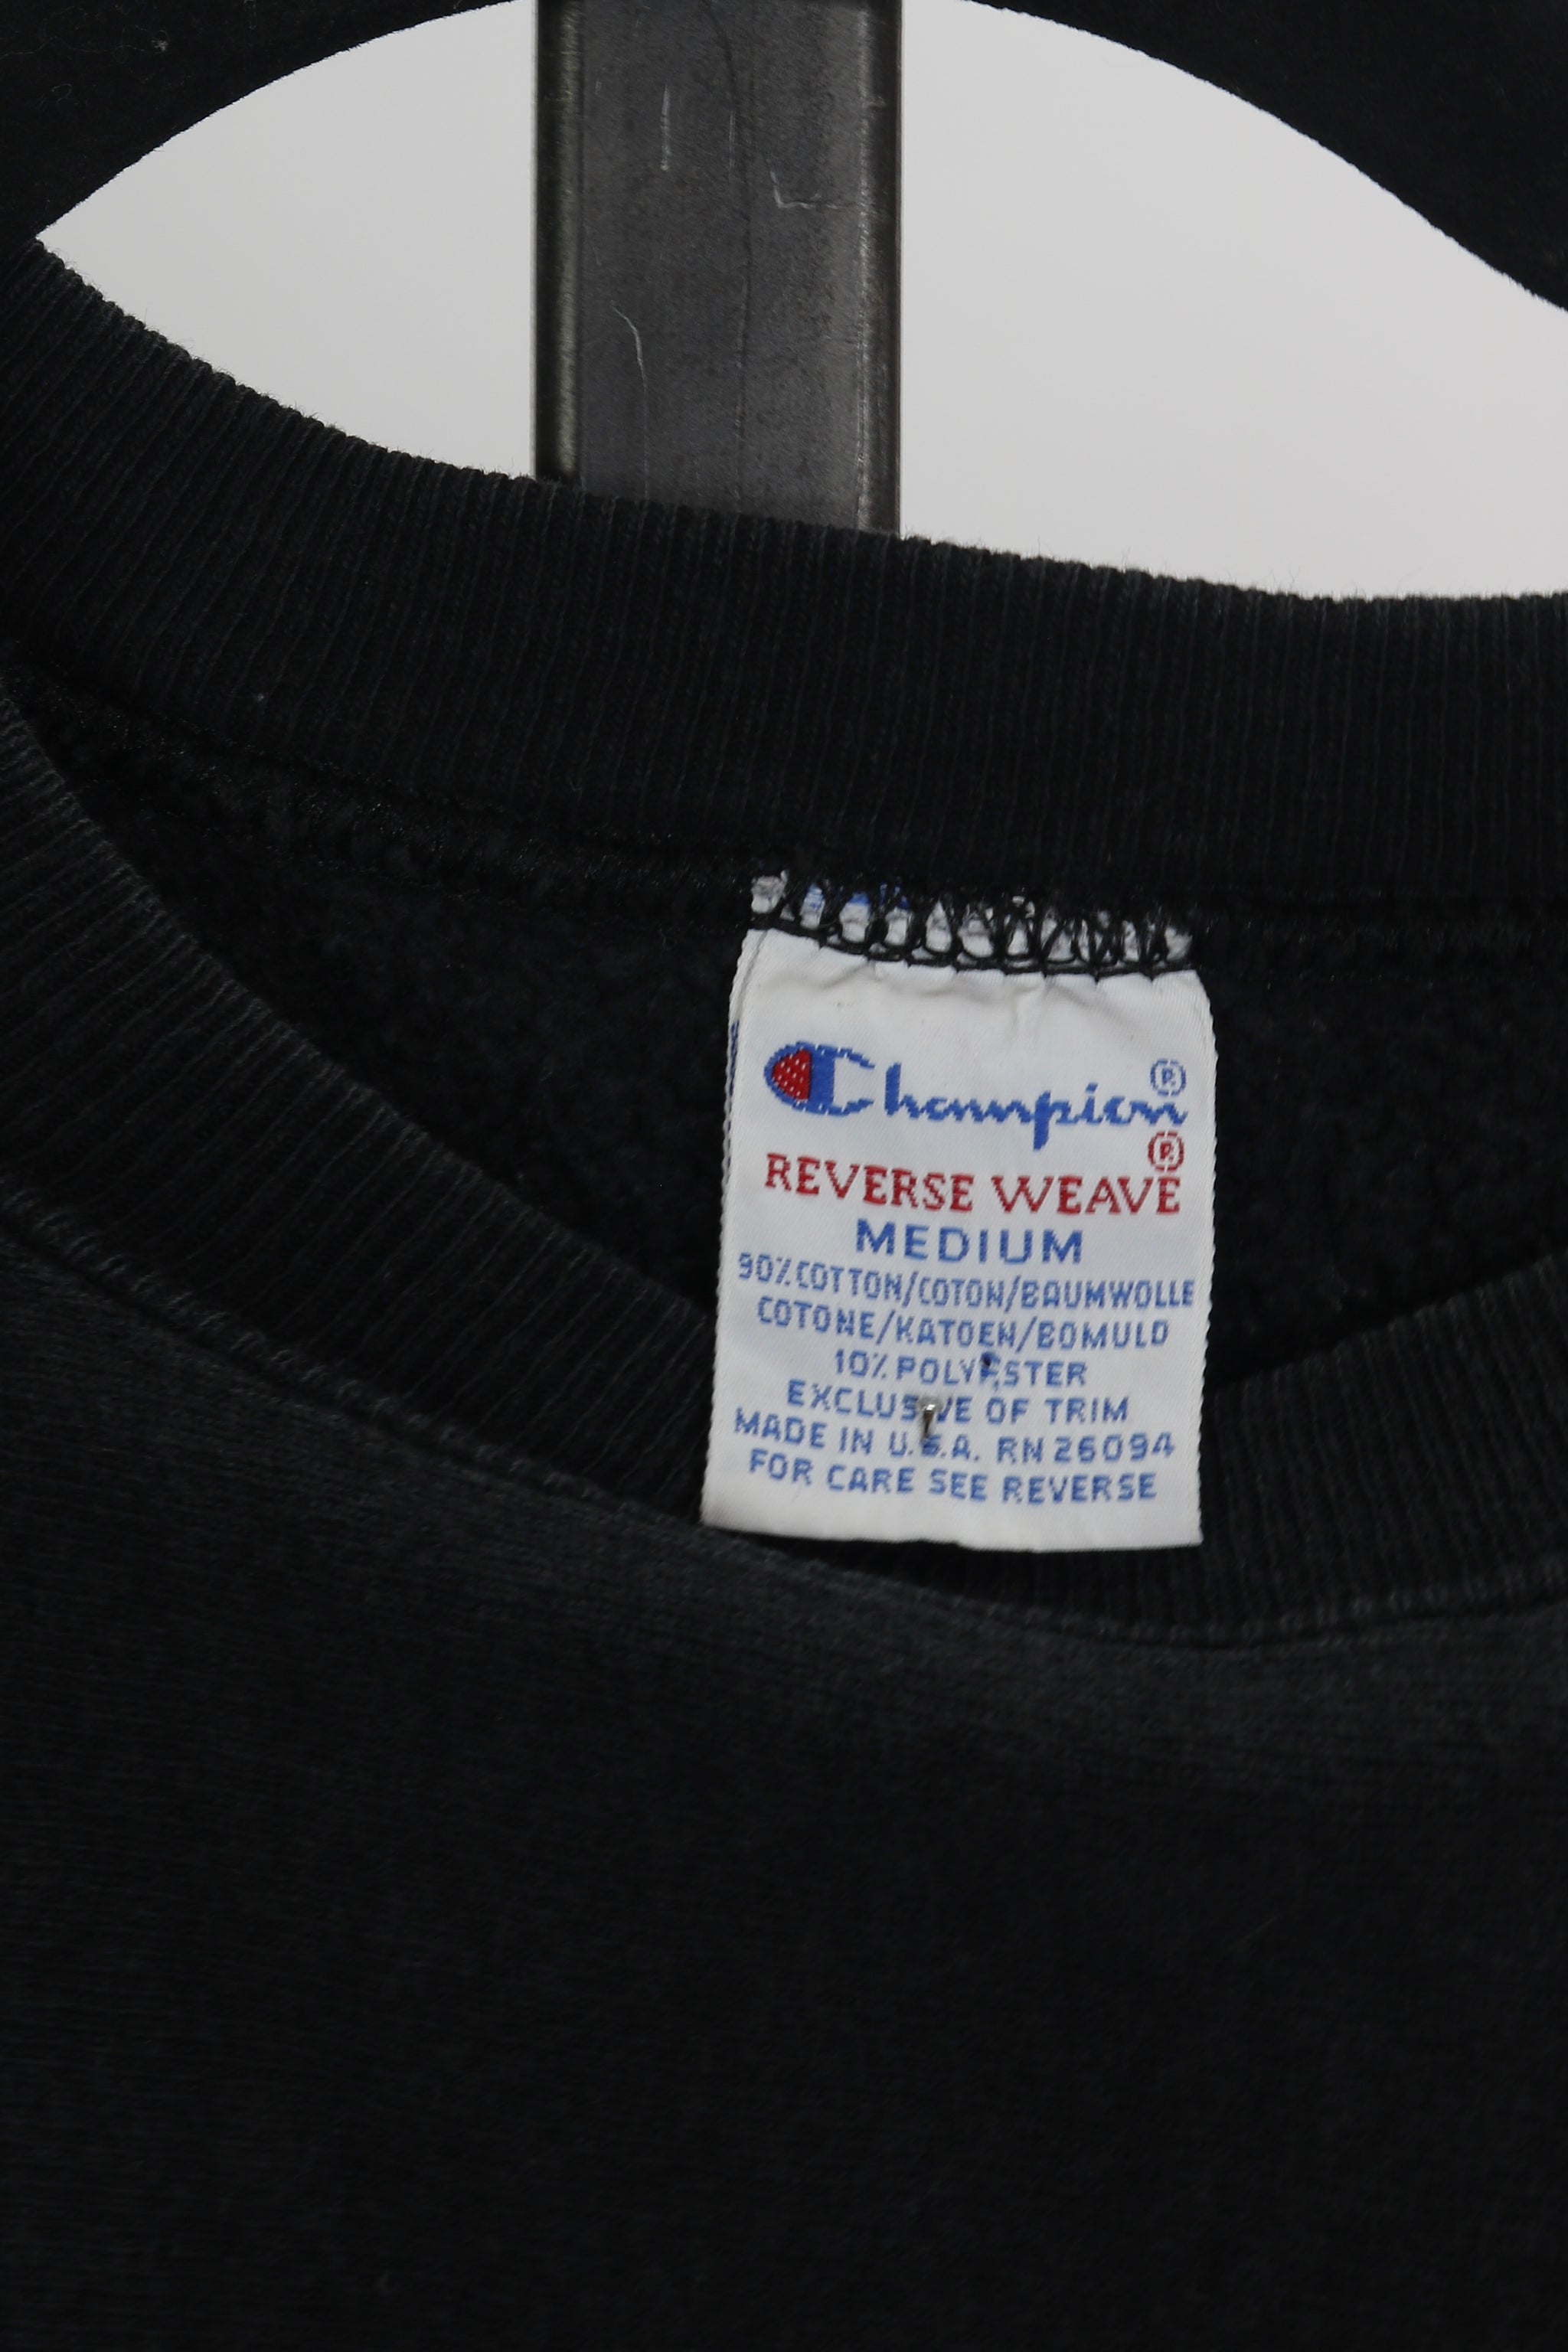 Champion®
REVERSE WEAVE®
MEDIUM
90% COTTON/COTON/BAUMWOLLE
COTONE/KATOEN/BOMULD
10% POLYESTER
EXCLUSIVE OF TRIM
MADE IN U.S.A. RN 26094
FOR CARE SEE REVERSE